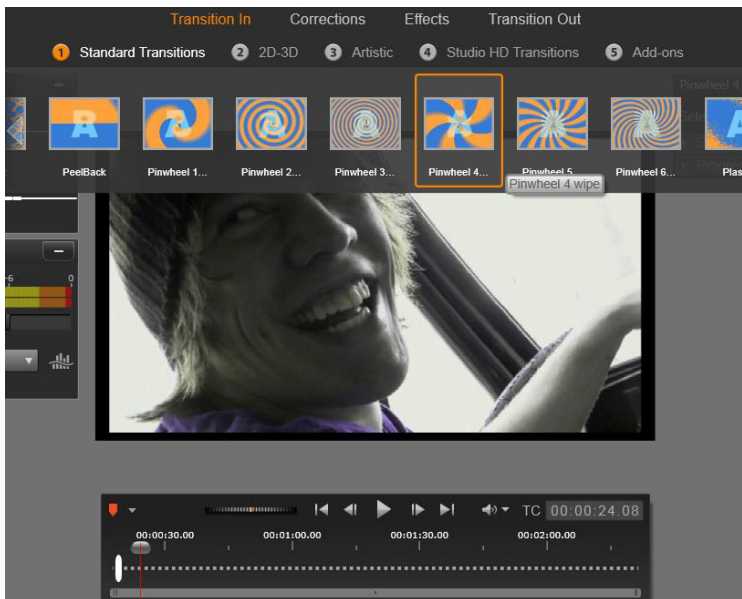 Transition In Corrections Effects Transition Out
1 Standard Transitions 2 2D-3D 3 Artistic 4 Studio HD Transitions 5 Add-ons
Pinwheel 4
PeelBack Pinwheel 1... Pinwheel 2... Pinwheel 3... Pinwheel 4... Pinwheel 5... Pinwheel 6... Plas
Pinwheel 4 wipe
-6 0
TC 00:00:24.08
00:00:30.00 00:01:00.00 00:01:30.00 00:02:00.00